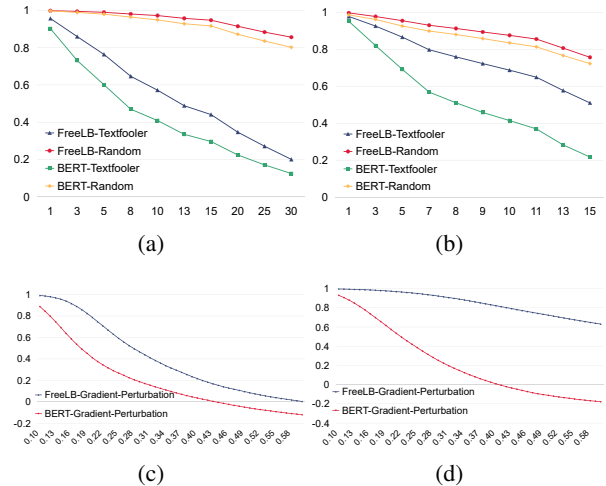 1
0.8
0.6
0.4
0.2
0
FreeLB-Textfooler
FreeLB-Random
BERT-Textfooler
BERT-Random
1 3 5 8 10 13 15 20 25 30
(a)
1
0.8
0.6
0.4
0.2
0
FreeLB-Textfooler
FreeLB-Random
BERT-Textfooler
BERT-Random
1 3 5 7 8 9 10 11 13 15
(b)
1
0.8
0.6
0.4
0.2
0
-0.2
FreeLB-Gradient-Perturbation
BERT-Gradient-Perturbation
0.10 0.13 0.16 0.19 0.22 0.25 0.28 0.31 0.34 0.37 0.40 0.43 0.46 0.49 0.52 0.55 0.58
(c)
1
0.8
0.6
0.4
0.2
0
-0.2
-0.4
FreeLB-Gradient-Perturbation
BERT-Gradient-Perturbation
0.10 0.13 0.16 0.19 0.22 0.25 0.28 0.31 0.34 0.37 0.40 0.43 0.46 0.49 0.52 0.55 0.58
(d)